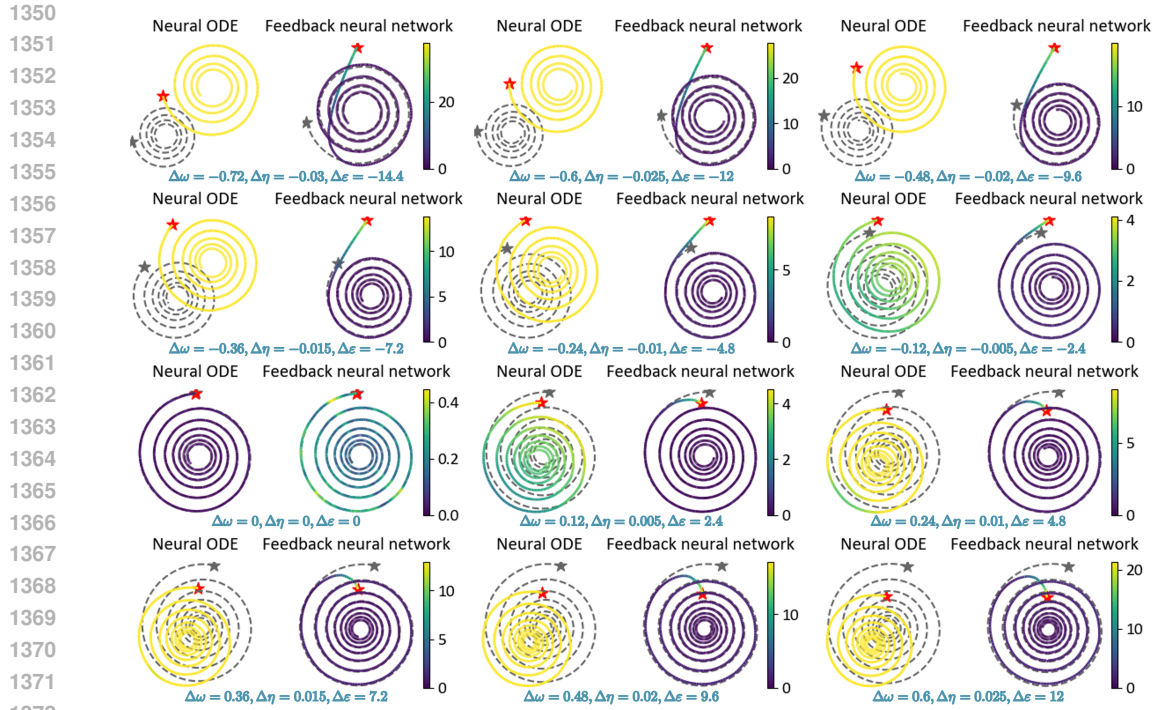 1350
Neural ODE Feedback neural network Neural ODE Feedback neural network Neural ODE Feedback neural network
1351
1352
20 20
1353
10 10
1354
0 0 0
1355
Δω = −0.72, Δη = −0.03, Δε = −14.4 Δω = −0.6, Δη = −0.025, Δε = −12 Δω = −0.48, Δη = −0.02, Δε = −9.6
1356
Neural ODE Feedback neural network Neural ODE Feedback neural network Neural ODE Feedback neural network
1357
4
10
1358
5 2
1359
5
1360
0 0 0
Δω = −0.36, Δη = −0.015, Δε = −7.2 Δω = −0.24, Δη = −0.01, Δε = −4.8 Δω = −0.12, Δη = −0.005, Δε = −2.4
1361
Neural ODE Feedback neural network Neural ODE Feedback neural network Neural ODE Feedback neural network
1362
0.4 4
1363
5
1364
0.2 2
1365
0.0 0 0
1366
Δω = 0, Δη = 0, Δε = 0 Δω = 0.12, Δη = 0.005, Δε = 2.4 Δω = 0.24, Δη = 0.01, Δε = 4.8
1367
Neural ODE Feedback neural network Neural ODE Feedback neural network Neural ODE Feedback neural network
1368
10 20
1369
10 10
1370
5
1371
0 0 0
Δω = 0.36, Δη = 0.015, Δε = 7.2 Δω = 0.48, Δη = 0.02, Δε = 9.6 Δω = 0.6, Δη = 0.025, Δε = 12